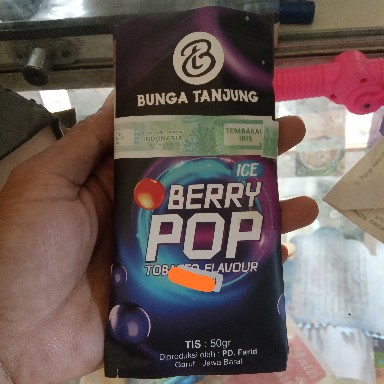 BUNGA TANJUNG
INDONESIA
TEMBAKAU
IRIS
ICE
BERRY
POP
TOBACCO FLAVOUR
TIS : 50gr
Diproduksi oleh : PD. Farid
Garut - Jawa Barat